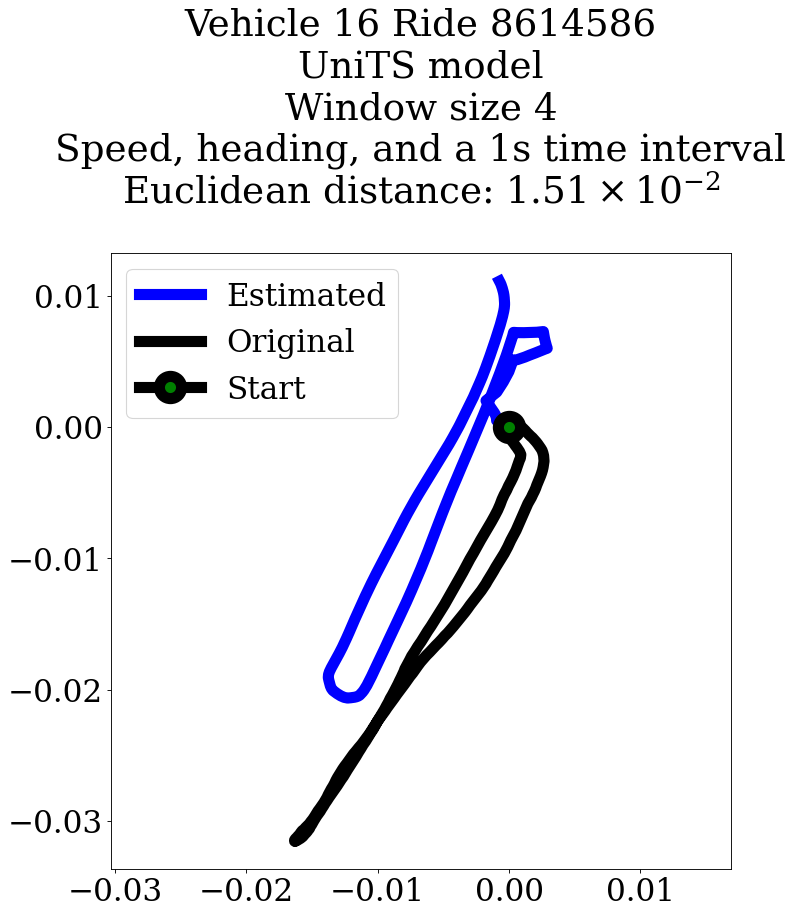 Vehicle 16 Ride 8614586
UniTS model
Window size 4
Speed, heading, and a 1s time interval
Euclidean distance: 1.51 × 10⁻²
Estimated
Original
Start
0.01
0.00
−0.01
−0.02
−0.03
−0.03 −0.02 −0.01 0.00 0.01